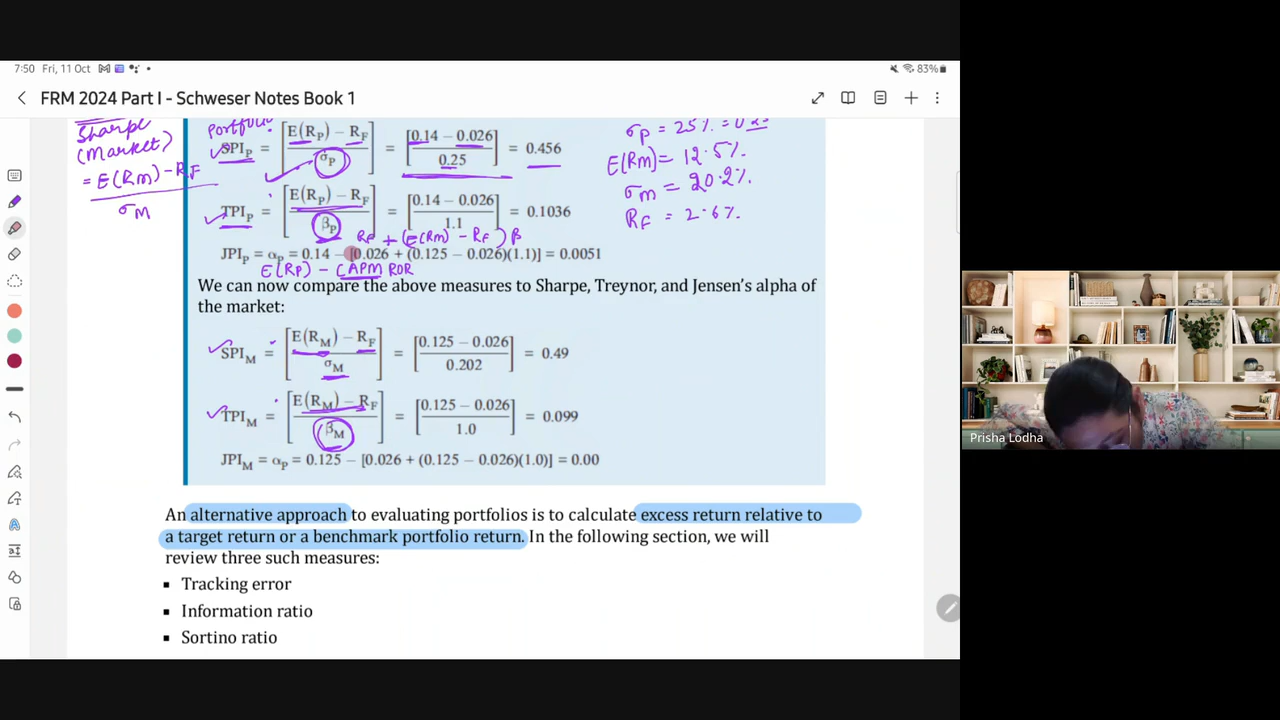 7:50 Fri, 11 Oct
83%
FRM 2024 Part I - Schweser Notes Book 1
Sharpe
(Market)
= E(RM) - RF
σM
Portfolio
SPIP = [E(RP) − RF / σP] = [0.14 − 0.026 / 0.25] = 0.456
σp = 25% =
E(Rm) = 12.5%
σm = 20.2%
RF = 2.6%
TPIP = [E(RP) − RF / βP] = [0.14 − 0.026 / 1.1] = 0.1036
RF + (E(Rm) - RF) β
JPIP = αP = 0.14 − [0.026 + (0.125 − 0.026)(1.1)] = 0.0051
E(RP) - CAPM ROR
We can now compare the above measures to Sharpe, Treynor, and Jensen's alpha of
the market:
SPIM = [E(RM) − RF / σM] = [0.125 − 0.026 / 0.202] = 0.49
TPIM = [E(RM) − RF / βM] = [0.125 − 0.026 / 1.0] = 0.099
JPIM = αP = 0.125 − [0.026 + (0.125 − 0.026)(1.0)] = 0.00
An alternative approach to evaluating portfolios is to calculate excess return relative to
a target return or a benchmark portfolio return. In the following section, we will
review three such measures:
▪ Tracking error
▪ Information ratio
▪ Sortino ratio
Prisha Lodha